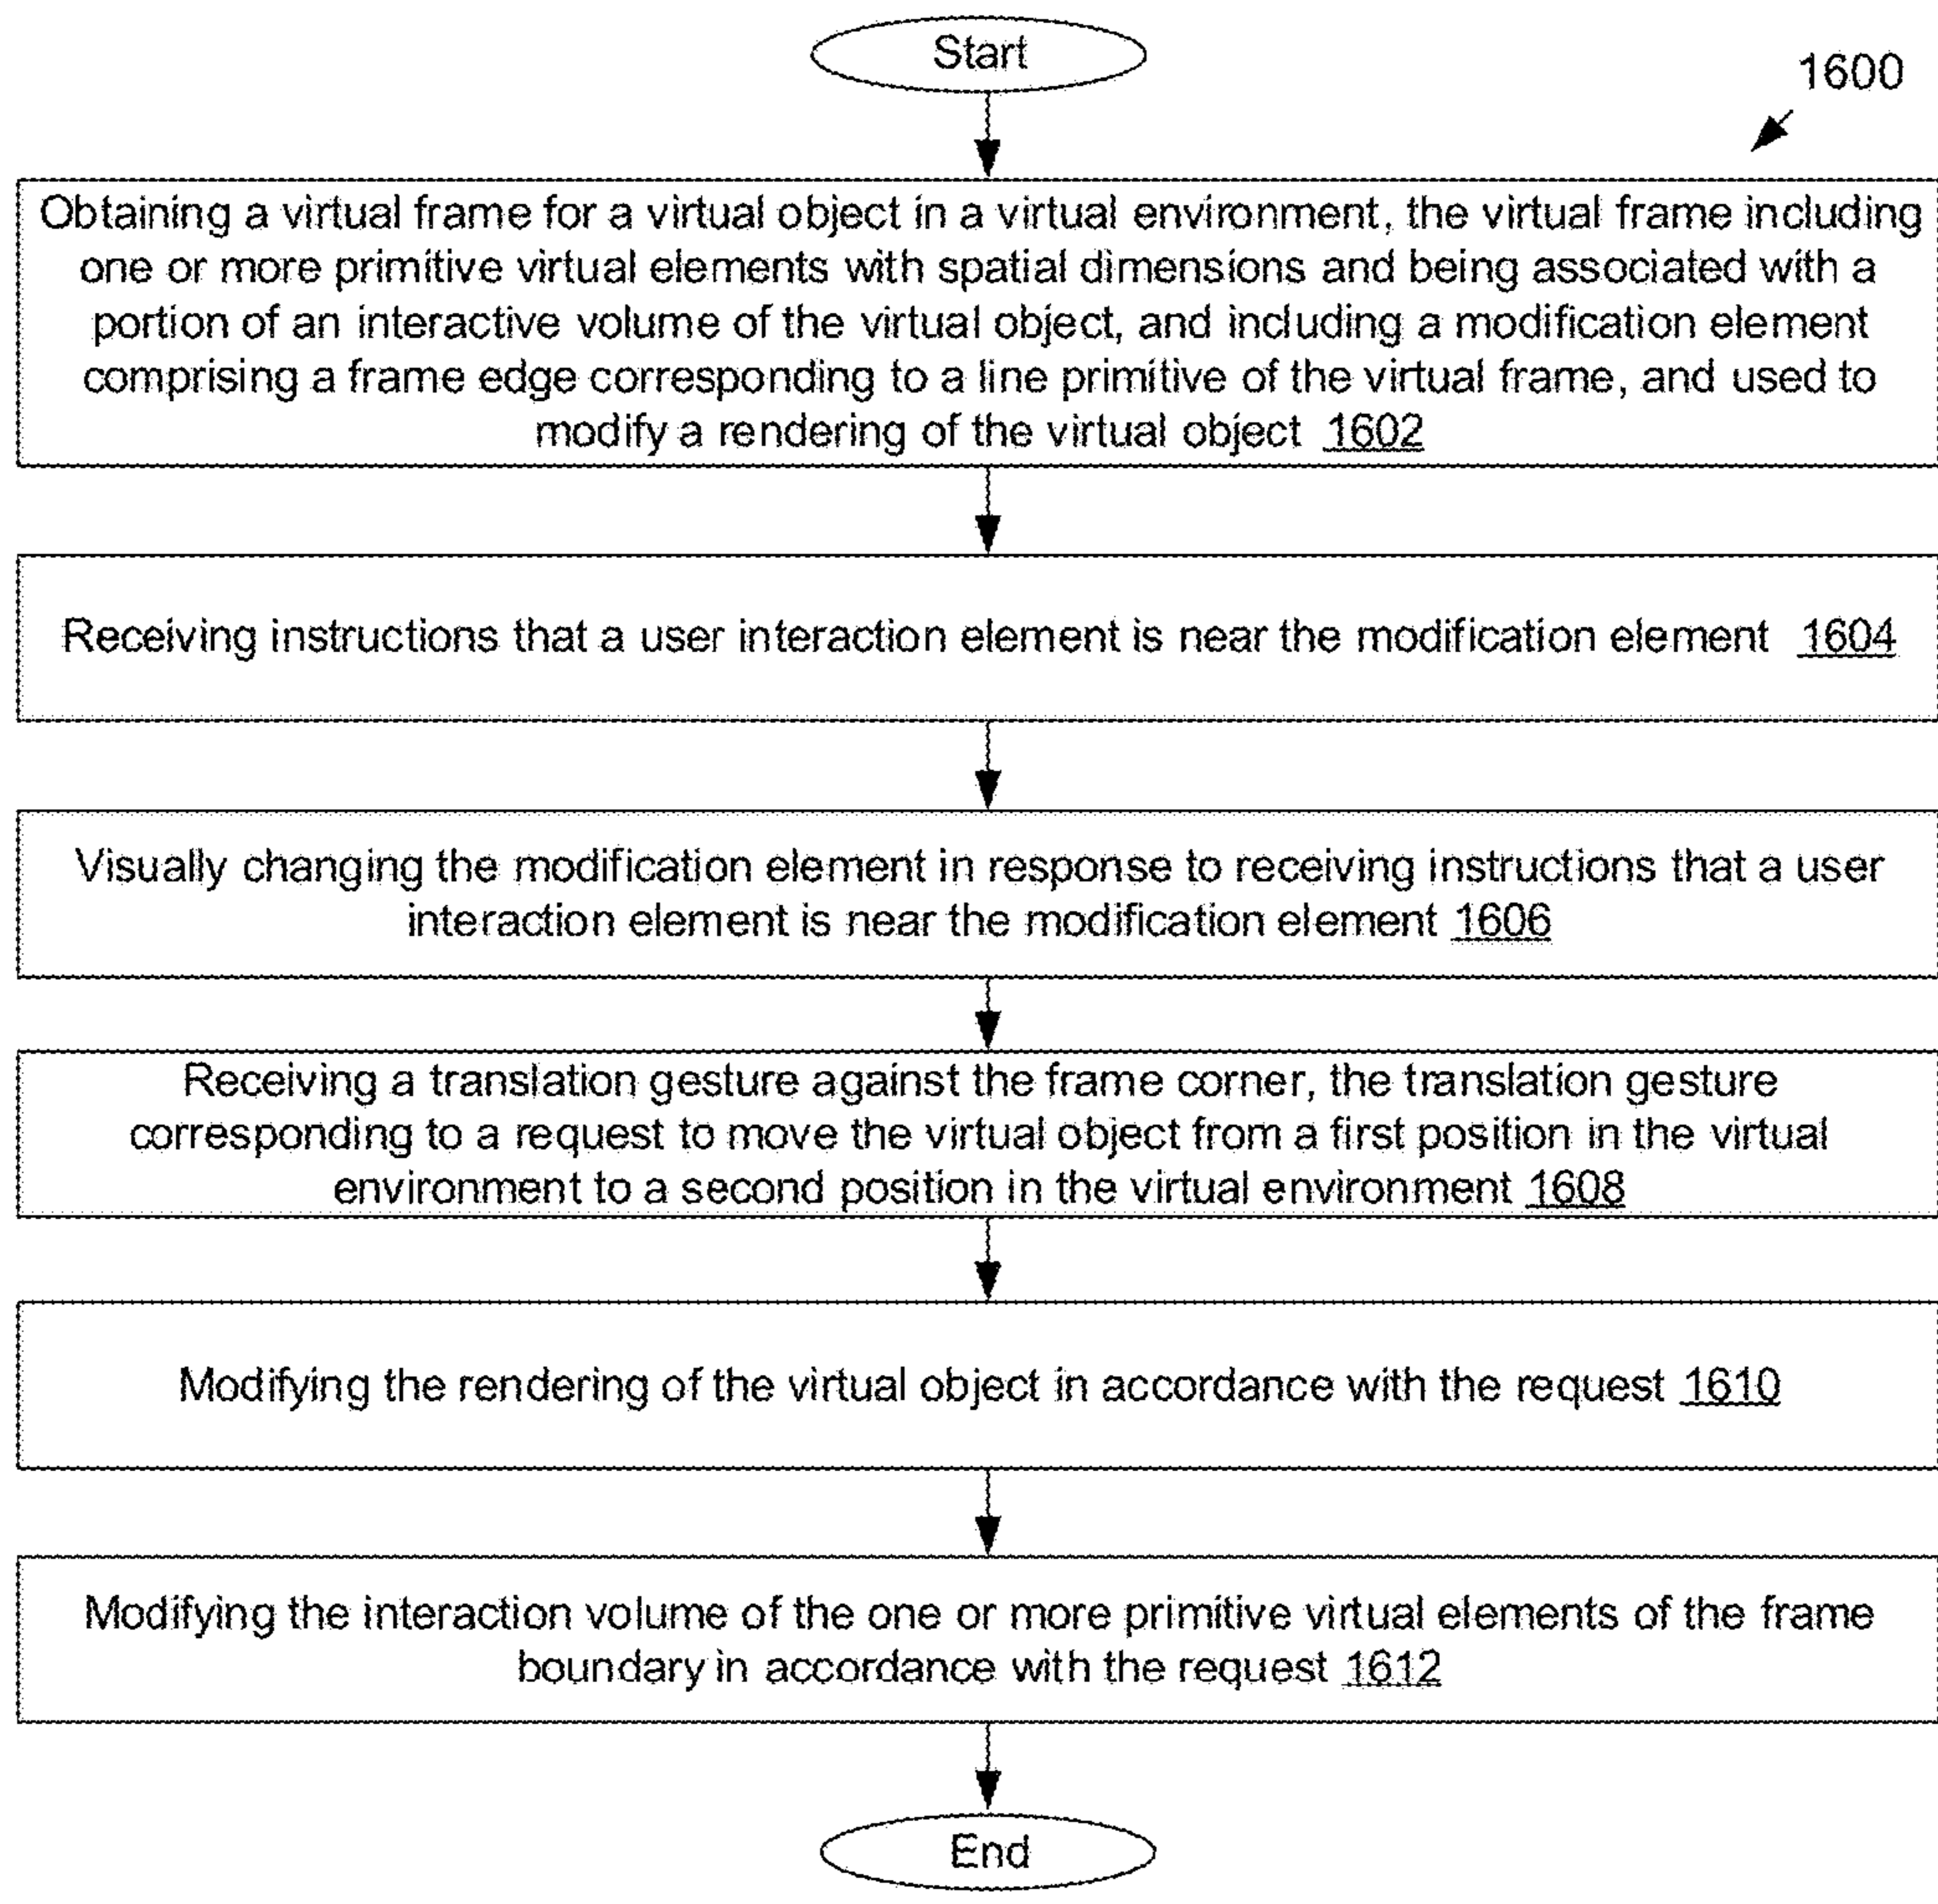 Start
1600
Obtaining a virtual frame for a virtual object in a virtual environment, the virtual frame including
one or more primitive virtual elements with spatial dimensions and being associated with a
portion of an interactive volume of the virtual object, and including a modification element
comprising a frame edge corresponding to a line primitive of the virtual frame, and used to
modify a rendering of the virtual object 1602
Receiving instructions that a user interaction element is near the modification element 1604
Visually changing the modification element in response to receiving instructions that a user
interaction element is near the modification element 1606
Receiving a translation gesture against the frame corner, the translation gesture
corresponding to a request to move the virtual object from a first position in the virtual
environment to a second position in the virtual environment 1608
Modifying the rendering of the virtual object in accordance with the request 1610
Modifying the interaction volume of the one or more primitive virtual elements of the frame
boundary in accordance with the request 1612
End